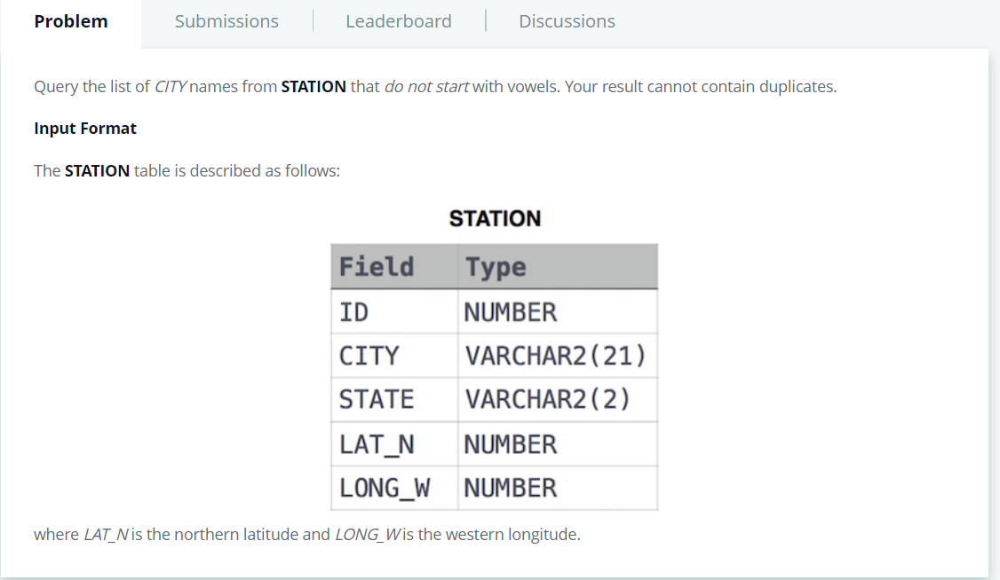 Problem Submissions Leaderboard Discussions
Query the list of CITY names from STATION that do not start with vowels. Your result cannot contain duplicates.
Input Format
The STATION table is described as follows:
STATION
Field Type
ID NUMBER
CITY VARCHAR2(21)
STATE VARCHAR2(2)
LAT_N NUMBER
LONG_W NUMBER
where LAT_N is the northern latitude and LONG_W is the western longitude.